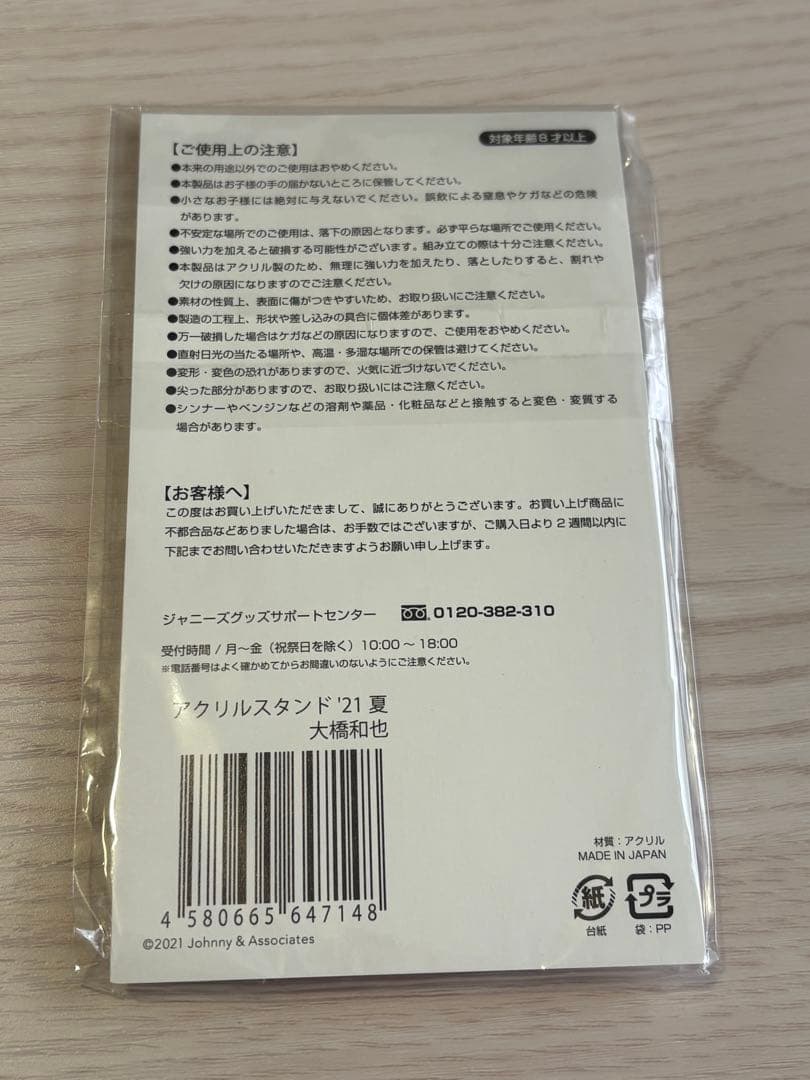 対象年齢8才以上
【ご使用上の注意】
●本来の用途以外でのご使用はおやめください。
●本製品はお子様の手の届かないところに保管してください。
●小さなお子様には絶対に与えないでください。誤飲による窒息やケガなどの危険
があります。
●不安定な場所でのご使用は、落下の原因となります。必ず平らな場所でご使用ください。
●強い力を加えると破損する可能性がございます。組み立ての際は十分ご注意ください。
●本製品はアクリル製のため、無理に強い力を加えたり、落としたりすると、割れや
欠けの原因になりますのでご注意ください。
●素材の性質上、表面に傷がつきやすいため、お取り扱いにご注意ください。
●製造の工程上、形状や差し込みの具合に個体差があります。
●万一破損した場合はケガなどの原因になりますので、ご使用をおやめください。
●直射日光の当たる場所や、高温・多湿な場所での保管は避けてください。
●変形・変色の恐れがありますので、火気に近づけないでください。
●尖った部分がありますので、お取り扱いにはご注意ください。
●シンナーやベンジンなどの溶剤や薬品・化粧品などと接触すると変色・変質する
場合があります。
【お客様へ】
この度はお買い上げいただきまして、誠にありがとうございます。お買い上げ商品に
不都合品などありました場合は、お手数ではございますが、ご購入日より2週間以内に
下記までお問い合わせいただきますようお願い申し上げます。
ジャニーズグッズサポートセンター 0120-382-310
受付時間 / 月～金（祝祭日を除く）10:00～18:00
※電話番号はよく確かめてからお間違いのないようにご注意ください。
アクリルスタンド '21 夏
大橋和也
4 580665 647148
©2021 Johnny & Associates
材質：アクリル
MADE IN JAPAN
紙 プラ
台紙 袋：PP